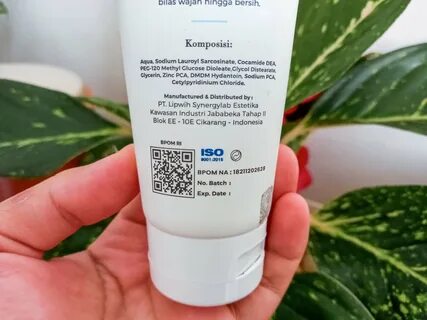 bilas wajah hingga bersih.
Komposisi:
Aqua, Sodium Lauroyl Sarcosinate, Cocamide DEA,
PEG-120 Methyl Glucose Dioleate,Glycol Distearate,
Glycerin, Zinc PCA, DMDM Hydantoin, Sodium PCA,
Cetylpyridinium Chloride.
Manufactured & Distributed by :
PT. Lipwih Synergylab Estetika
Kawasan Industri Jababeka Tahap II
Blok EE - 10E Cikarang - Indonesia
BPOM RI
ISO
9001:2015
BPOM NA : 18211202628
No. Batch :
Exp. Date :